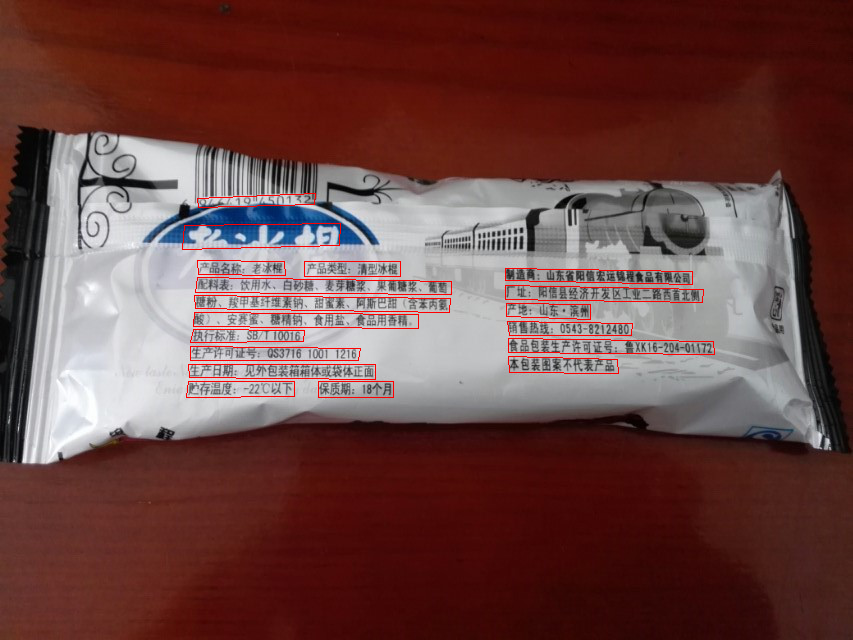 老冰棍
产品名称：老冰棍 产品类型：清型冰棍
配料表：饮用水、白砂糖、麦芽糖浆、果葡糖浆、葡萄
糖粉、羧甲基纤维素钠、甜蜜素、阿斯巴甜（含苯丙氨
酸）、安赛蜜、糖精钠、食用盐、食品用香精。
执行标准：SB/T10016
生产许可证号：QS3716 1001 1216
生产日期：见外包装箱箱体或袋体正面
贮存温度：-22℃以下 保质期：18个月
制造商：山东省阳信宏运锦程食品有限公司
厂址：阳信县经济开发区工业二路西首北侧
产地：山东·滨州
销售热线：0543-8212480
食品包装生产许可证号：鲁XK16-204-01172
本包装图案不代表产品